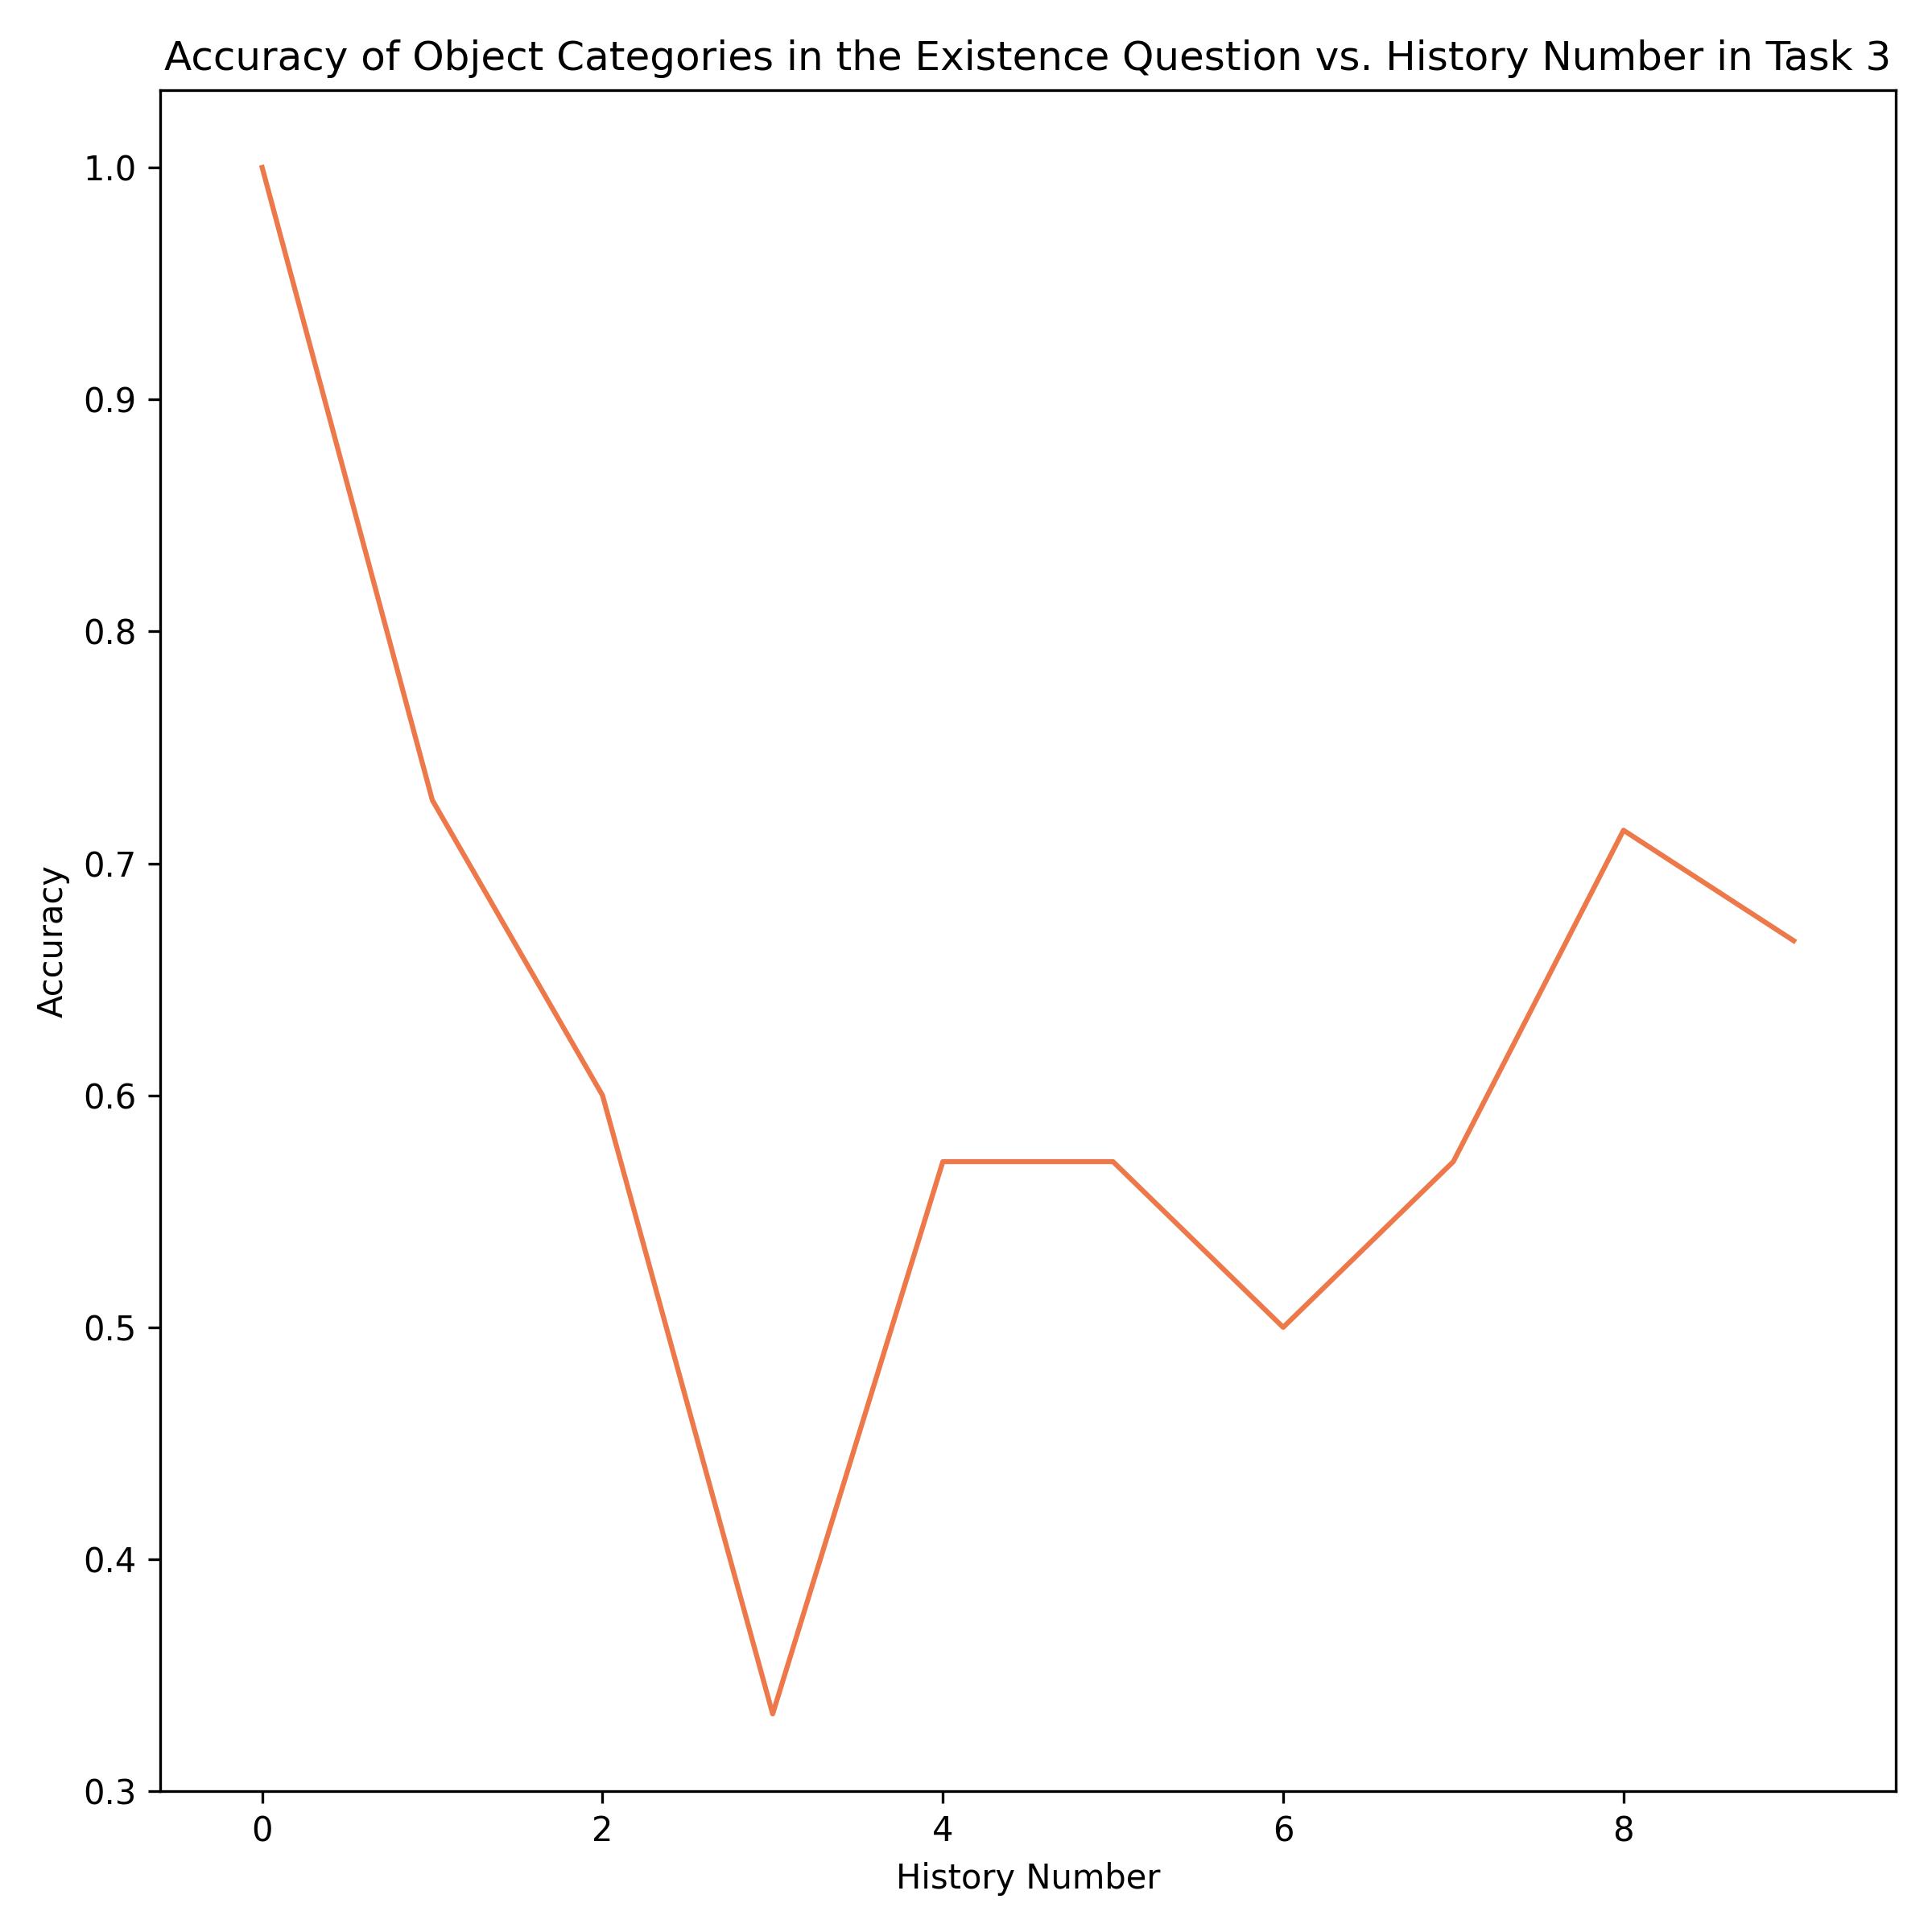 Accuracy of Object Categories in the Existence Question vs. History Number in Task 3
1.0
0.9
0.8
0.7
0.6
0.5
0.4
0.3
Accuracy
0 2 4 6 8
History Number